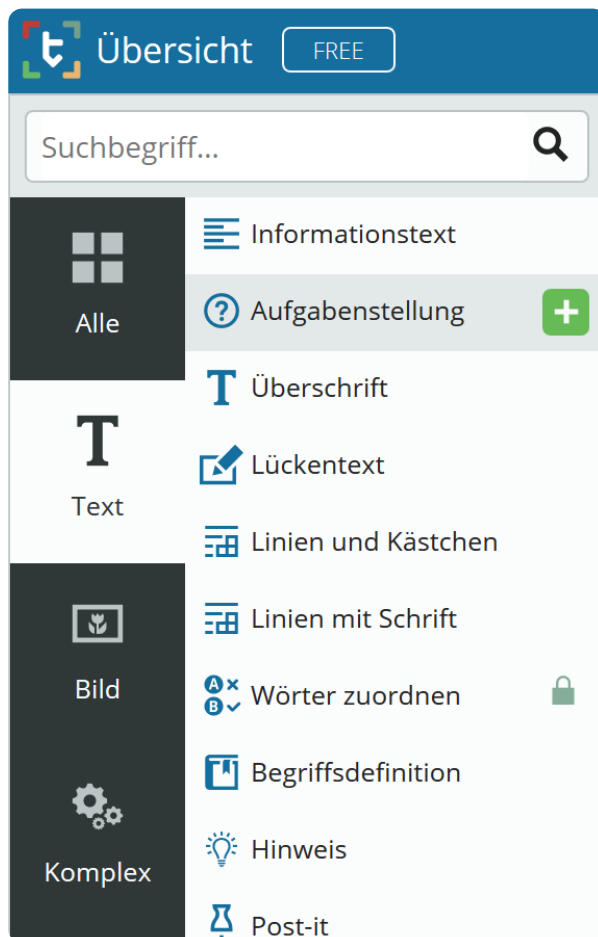 Übersicht FREE
Suchbegriff...
Alle
Text
Bild
Komplex
Informationstext
Aufgabenstellung
Überschrift
Lückentext
Linien und Kästchen
Linien mit Schrift
Wörter zuordnen
Begriffsdefinition
Hinweis
Post-it